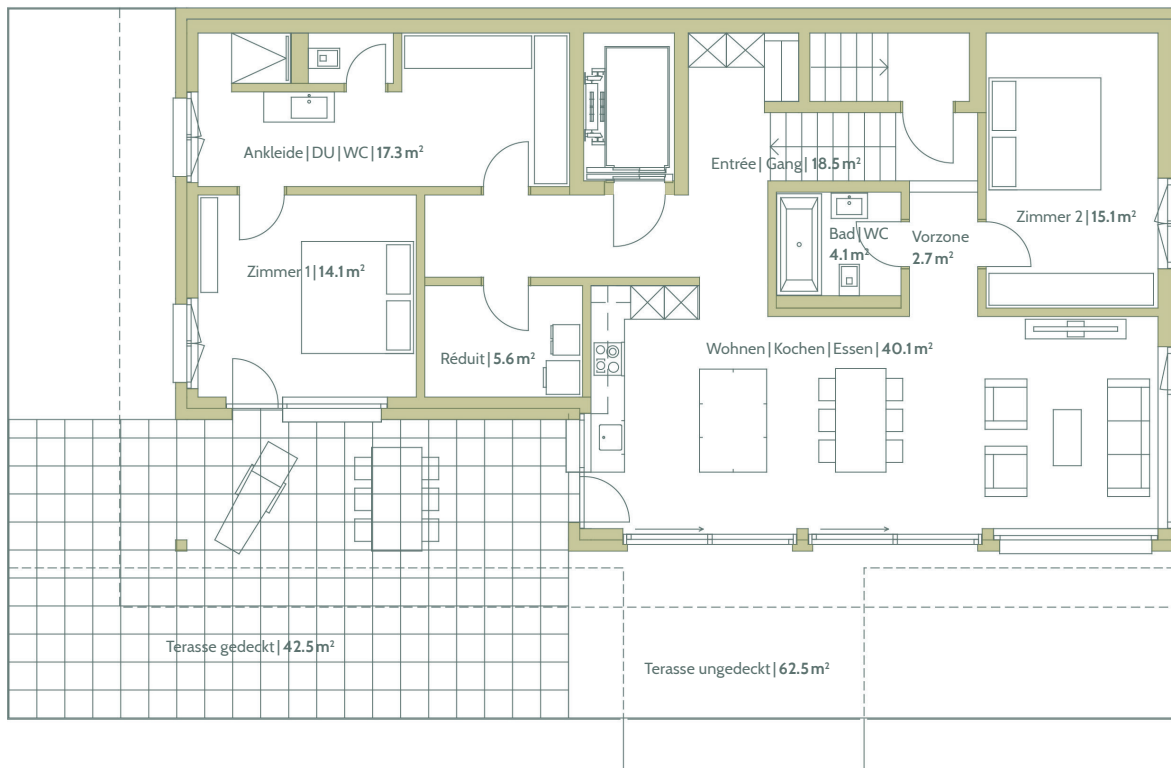 Ankleide|DU|WC|17.3 m²
Entrée|Gang|18.5 m²
Zimmer 2|15.1 m²
Bad|WC
4.1 m²
Vorzone
2.7 m²
Zimmer 1|14.1 m²
Réduit|5.6 m²
Wohnen|Kochen|Essen|40.1 m²
Terasse gedeckt|42.5 m²
Terasse ungedeckt|62.5 m²